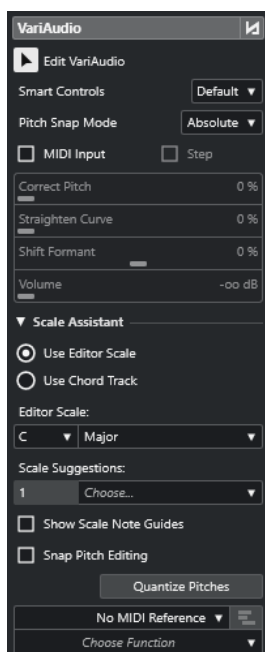 VariAudio
Edit VariAudio
Smart Controls Default
Pitch Snap Mode Absolute
MIDI Input Step
Correct Pitch 0 %
Straighten Curve 0 %
Shift Formant 0 %
Volume -oo dB
Scale Assistant
Use Editor Scale
Use Chord Track
Editor Scale:
C Major
Scale Suggestions:
1 Choose...
Show Scale Note Guides
Snap Pitch Editing
Quantize Pitches
No MIDI Reference
Choose Function